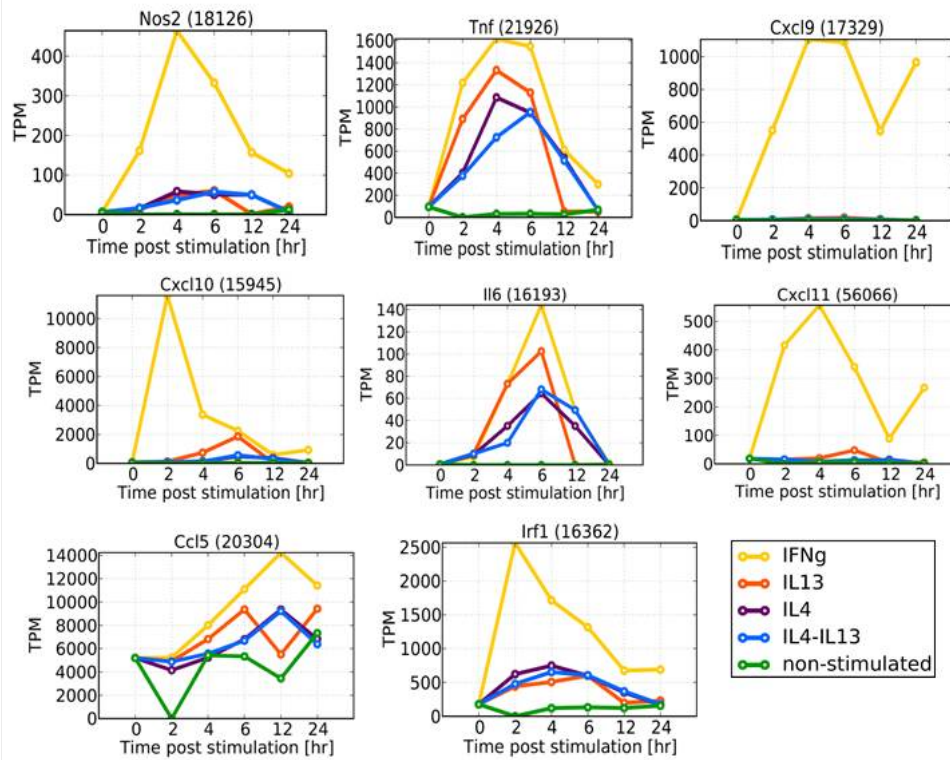 Nos2 (18126)
TPM
400
300
200
100
0
0 2 4 6 12 24
Time post stimulation [hr]
Tnf (21926)
TPM
1600
1400
1200
1000
800
600
400
200
0
0 2 4 6 12 24
Time post stimulation [hr]
Cxcl9 (17329)
TPM
1000
800
600
400
200
0
0 2 4 6 12 24
Time post stimulation [hr]
Cxcl10 (15945)
TPM
10000
8000
6000
4000
2000
0
0 2 4 6 12 24
Time post stimulation [hr]
Il6 (16193)
TPM
140
120
100
80
60
40
20
0
0 2 4 6 12 24
Time post stimulation [hr]
Cxcl11 (56066)
TPM
500
400
300
200
100
0
0 2 4 6 12 24
Time post stimulation [hr]
Ccl5 (20304)
TPM
14000
12000
10000
8000
6000
4000
2000
0
0 2 4 6 12 24
Time post stimulation [hr]
Irf1 (16362)
TPM
2500
2000
1500
1000
500
0
0 2 4 6 12 24
Time post stimulation [hr]
IFNg
IL13
IL4
IL4-IL13
non-stimulated